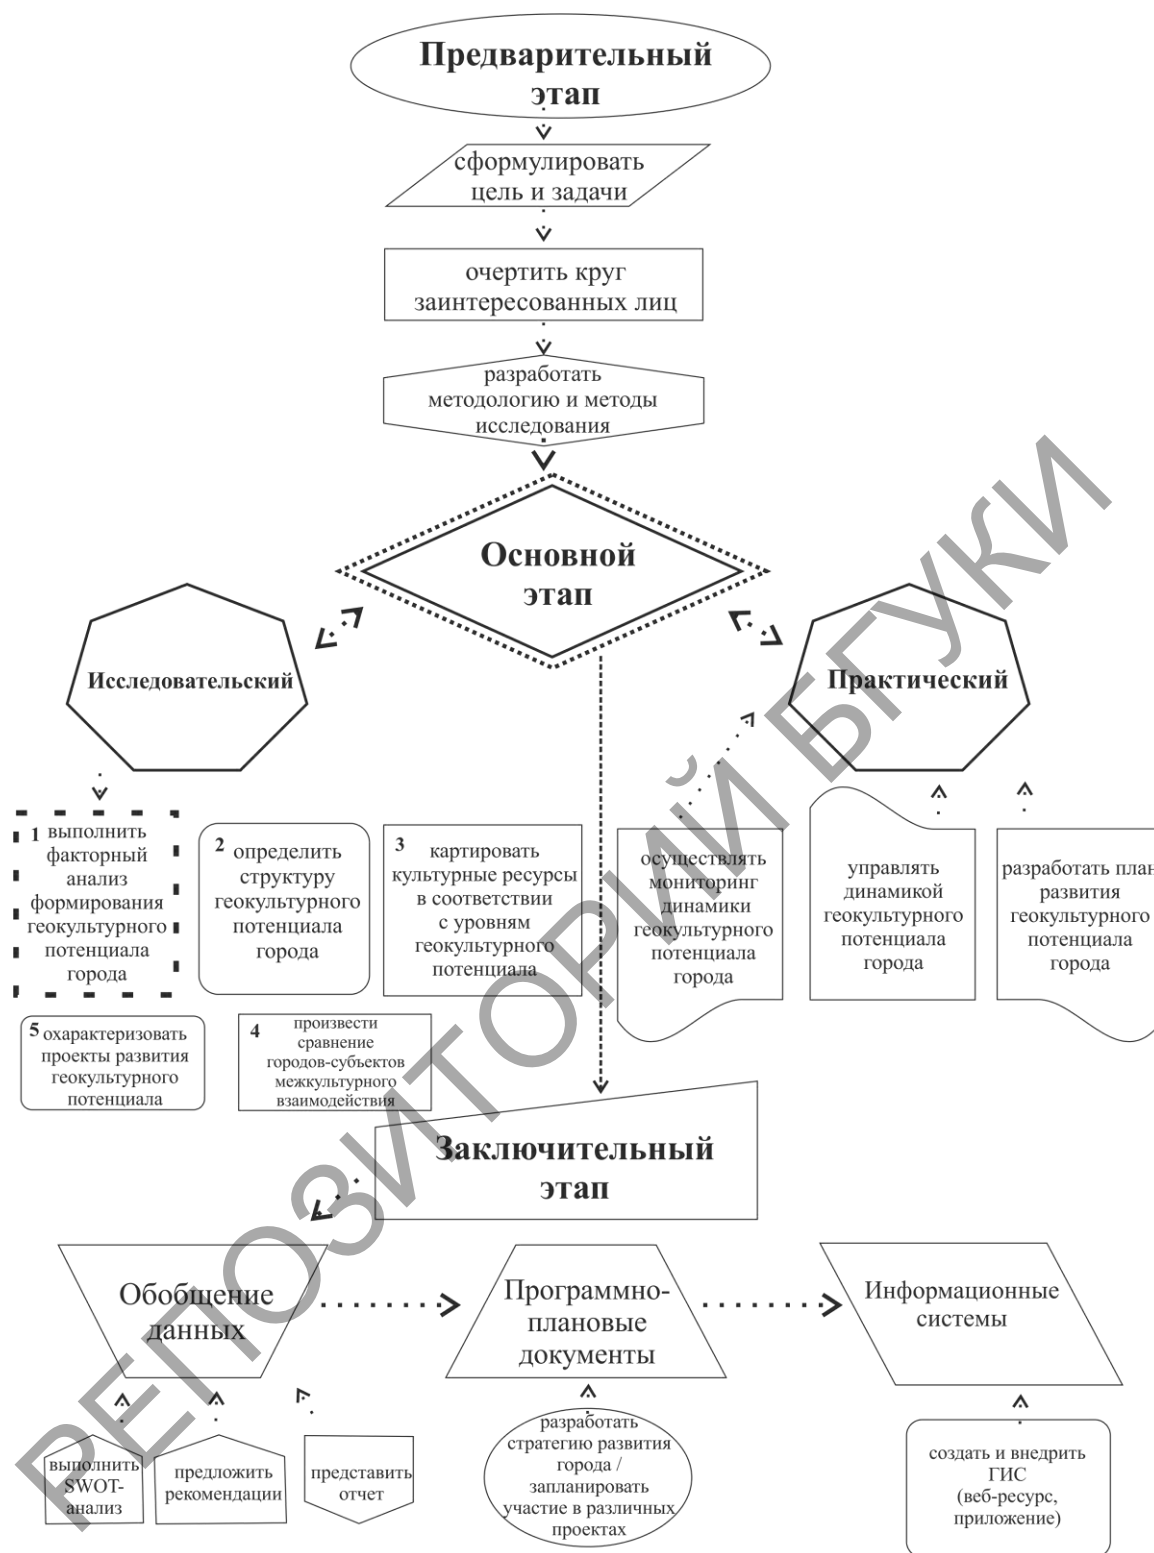 Предварительный
этап
сформулировать
цель и задачи
очертить круг
заинтересованных лиц
разработать
методологию и методы
исследования
Основной
этап
Исследовательский
Практический
1 выполнить
факторный
анализ
формирования
геокультурного
потенциала
города
2 определить
структуру
геокультурного
потенциала
города
3 картировать
культурные ресурсы
в соответствии
с уровням
геокультурного
потенциала
осуществлять
мониторинг
динамики
геокультурного
потенциала
города
управлять
динамикой
геокультурного
потенциала
города
разработать план
развития
геокультурного
потенциала
города
5 охарактеризовать
проекты развития
геокультурного
потенциала
4 произвести
сравнение
городов-субъектов
межкультурного
взаимодействия
Заключительный
этап
Обобщение
данных
Программно-
плановые
документы
Информационные
системы
выполнить
SWOT-
анализ
предложить
рекомендации
представить
отчет
разработать
стратегию развития
города /
запланировать
участие в различных
проектах
создать и внедрить
ГИС
(веб-ресурс,
приложение)
РЕПОЗИТОРИЙ БГУКИ